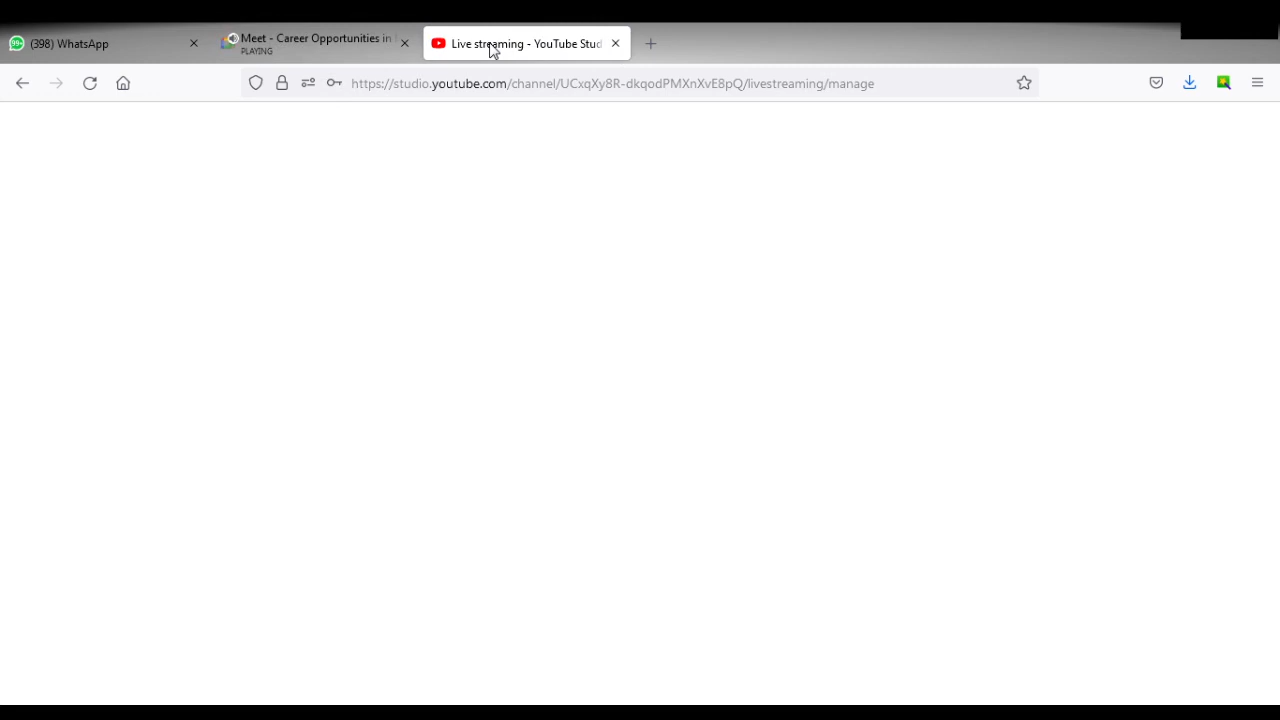 99+ (398) WhatsApp
Meet - Career Opportunities in
PLAYING
Live streaming - YouTube Stud
https://studio.youtube.com/channel/UCxqXy8R-dkqodPMXnXvE8pQ/livestreaming/manage